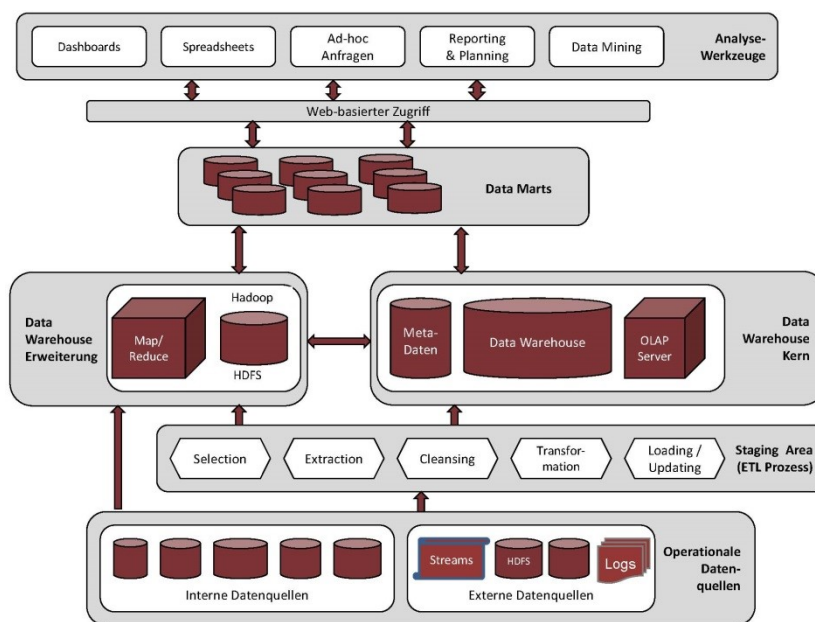 Dashboards
Spreadsheets
Ad-hoc
Anfragen
Reporting
& Planning
Data Mining
Analyse-
Werkzeuge
Web-basierter Zugriff
Data Marts
Data
Warehouse
Erweiterung
Map/
Reduce
Hadoop
HDFS
Meta-
Daten
Data Warehouse
OLAP
Server
Data
Warehouse
Kern
Selection
Extraction
Cleansing
Transfor-
mation
Loading /
Updating
Staging Area
(ETL Prozess)
Interne Datenquellen
Streams
HDFS
Logs
Externe Datenquellen
Operationale
Daten-
quellen